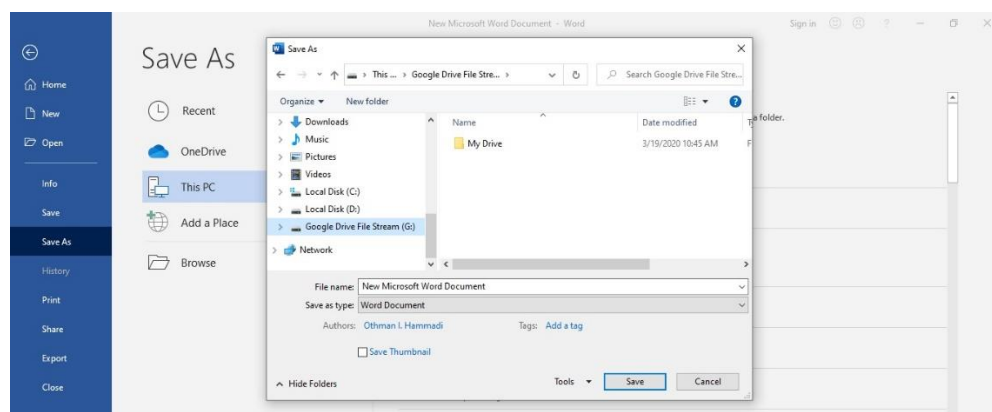 New Microsoft Word Document - Word
Sign in
?
Save As
Home
New
Open
Info
Save
Save As
History
Print
Share
Export
Close
Recent
OneDrive
This PC
Add a Place
Browse
a folder.
Save As
This ... > Google Drive File Stre... >
Search Google Drive File Stre...
Organize
New folder
?
Downloads
Music
Pictures
Videos
Local Disk (C:)
Local Disk (D:)
Google Drive File Stream (G:)
Network
Name
Date modified
My Drive
3/19/2020 10:45 AM
F
File name: New Microsoft Word Document
Save as type: Word Document
Authors: Othman I. Hammadi
Tags: Add a tag
Save Thumbnail
Hide Folders
Tools
Save
Cancel